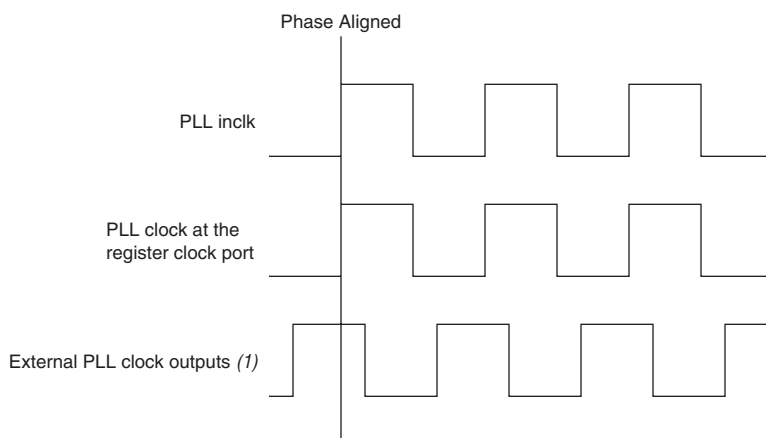 Phase Aligned
PLL inclk
PLL clock at the
register clock port
External PLL clock outputs (1)